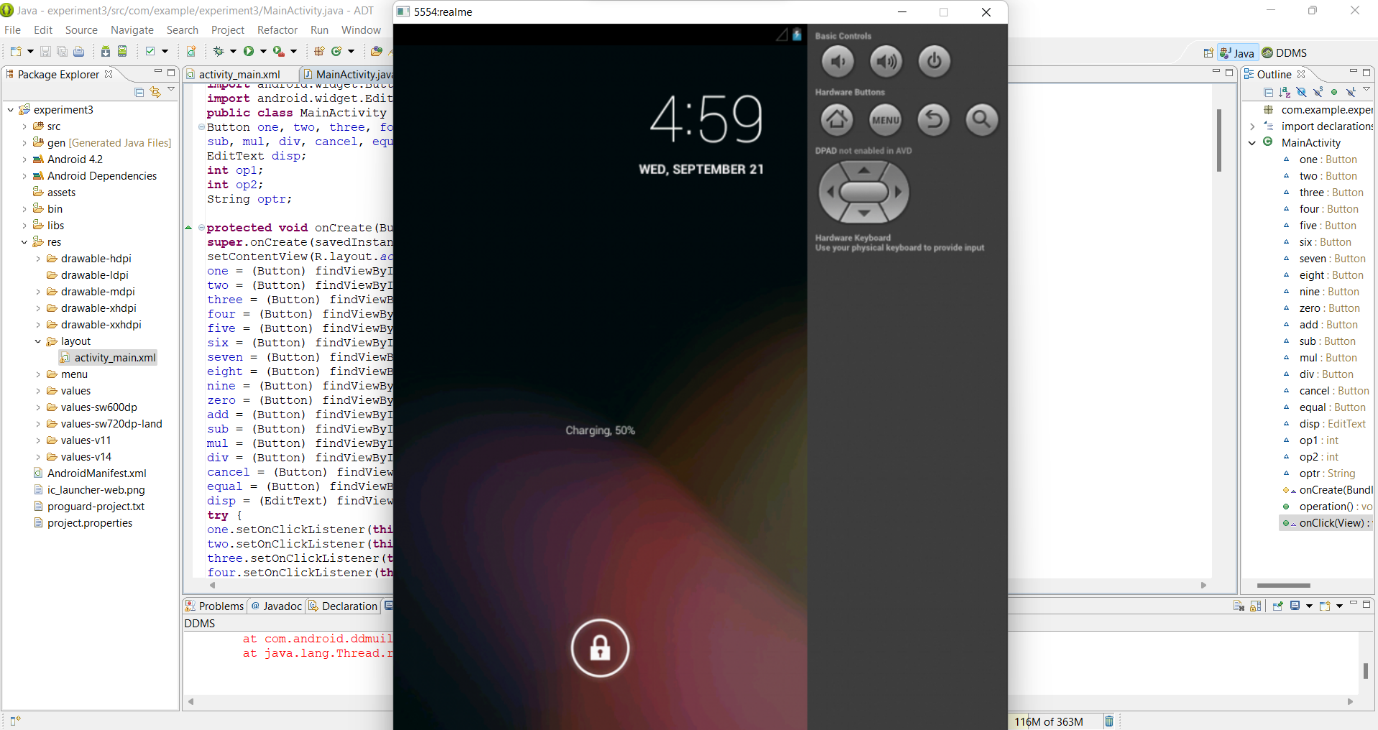 Java - experiment3/src/com/example/experiment3/MainActivity.java - ADT
5554:realme
File Edit Source Navigate Search Project Refactor Run Window
Java DDMS
Package Explorer
experiment3
src
gen [Generated Java Files]
Android 4.2
Android Dependencies
assets
bin
libs
res
drawable-hdpi
drawable-ldpi
drawable-mdpi
drawable-xhdpi
drawable-xxhdpi
layout
activity_main.xml
menu
values
values-sw600dp
values-sw720dp-land
values-v11
values-v14
AndroidManifest.xml
ic_launcher-web.png
proguard-project.txt
project.properties
activity_main.xml MainActivity.java
import android.widget.Button
import android.widget.Edit
public class MainActivity
Button one, two, three, fo
sub, mul, div, cancel, equ
EditText disp;
int op1;
int op2;
String optr;
protected void onCreate(Bu
super.onCreate(savedInstan
setContentView(R.layout.ac
one = (Button) findViewByI
two = (Button) findViewByI
three = (Button) findViewB
four = (Button) findViewBy
five = (Button) findViewBy
six = (Button) findViewByI
seven = (Button) findViewB
eight = (Button) findViewB
nine = (Button) findViewBy
zero = (Button) findViewBy
add = (Button) findViewByI
sub = (Button) findViewByI
mul = (Button) findViewByI
div = (Button) findViewByI
cancel = (Button) findView
equal = (Button) findViewB
disp = (EditText) findView
try {
one.setOnClickListener(thi
two.setOnClickListener(thi
three.setOnClickListener(t
four.setOnClickListener(th
4:59
WED, SEPTEMBER 21
Charging, 50%
Basic Controls
Hardware Buttons
MENU
DPAD not enabled in AVD
Hardware Keyboard
Use your physical keyboard to provide input
Outline
com.example.exper
import declarations
MainActivity
one : Button
two : Button
three : Button
four : Button
five : Button
six : Button
seven : Button
eight : Button
nine : Button
zero : Button
add : Button
sub : Button
mul : Button
div : Button
cancel : Button
equal : Button
disp : EditText
op1 : int
op2 : int
optr : String
onCreate(Bundl
operation() : vo
onClick(View) :
Problems Javadoc Declaration
DDMS
at com.android.ddmuil
at java.lang.Thread.r
116M of 363M